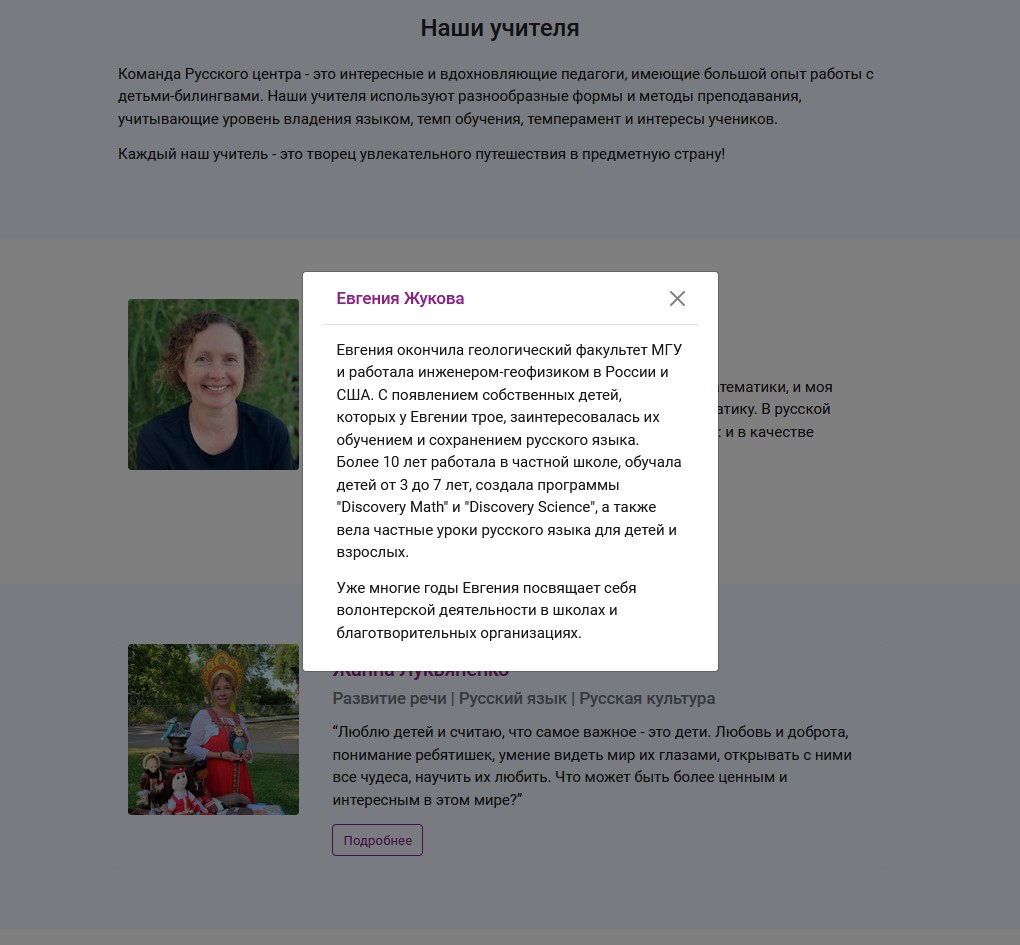 Наши учителя
Команда Русского центра - это интересные и вдохновляющие педагоги, имеющие большой опыт работы с
детьми-билингвами. Наши учителя используют разнообразные формы и методы преподавания,
учитывающие уровень владения языком, темп обучения, темперамент и интересы учеников.
Каждый наш учитель - это творец увлекательного путешествия в предметную страну!
Евгения Жукова
Евгения окончила геологический факультет МГУ
и работала инженером-геофизиком в России и
США. С появлением собственных детей,
которых у Евгении трое, заинтересовалась их
обучением и сохранением русского языка.
Более 10 лет работала в частной школе, обучала
детей от 3 до 7 лет, создала программы
"Discovery Math" и "Discovery Science", а также
вела частные уроки русского языка для детей и
взрослых.
Уже многие годы Евгения посвящает себя
волонтерской деятельности в школах и
благотворительных организациях.
и моя
В русской
и в качестве
Жанна Лукьяненко
Развитие речи | Русский язык | Русская культура
“Люблю детей и считаю, что самое важное - это дети. Любовь и доброта,
понимание ребятишек, умение видеть мир их глазами, открывать с ними
все чудеса, научить их любить. Что может быть более ценным и
интересным в этом мире?”
Подробнее